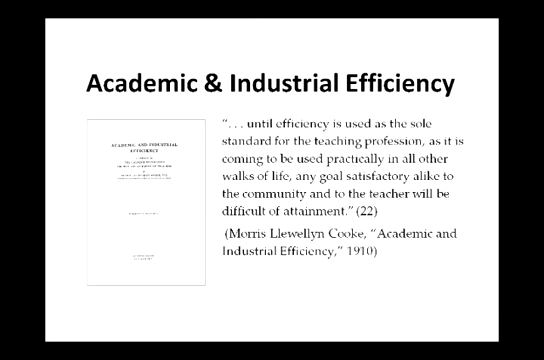 Academic & Industrial Efficiency
ACADEMIC AND INDUSTRIAL
EFFICIENCY
“. . . until efficiency is used as the sole
standard for the teaching profession, as it is
coming to be used practically in all other
walks of life, any goal satisfactory alike to
the community and to the teacher will be
difficult of attainment.” (22)
(Morris Llewellyn Cooke, “Academic and
Industrial Efficiency,” 1910)